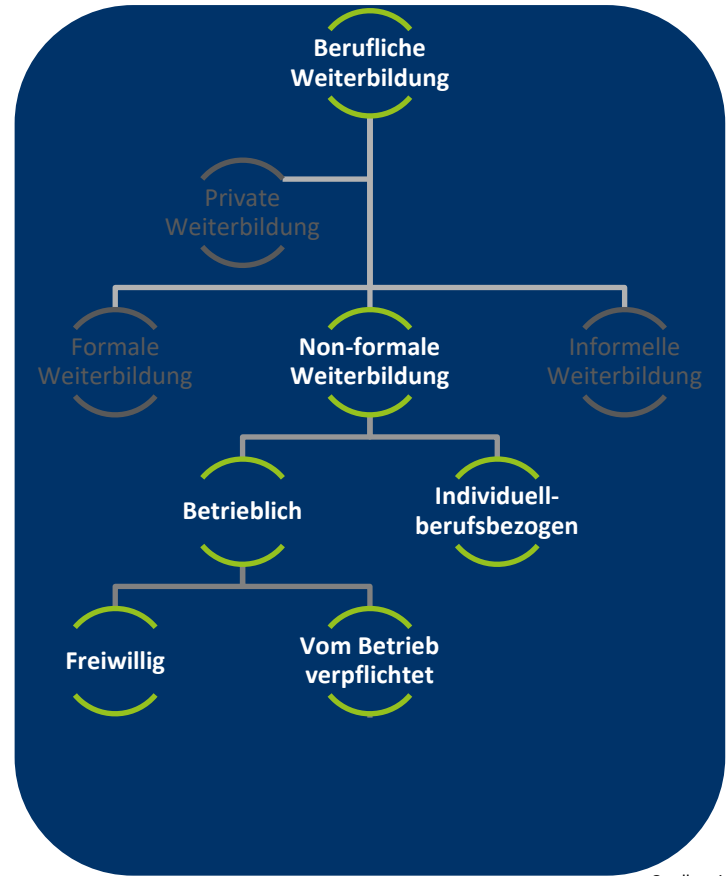 Berufliche
Weiterbildung
Private
Weiterbildung
Formale
Weiterbildung
Non-formale
Weiterbildung
Informelle
Weiterbildung
Betrieblich
Individuell-
berufsbezogen
Freiwillig
Vom Betrieb
verpflichtet